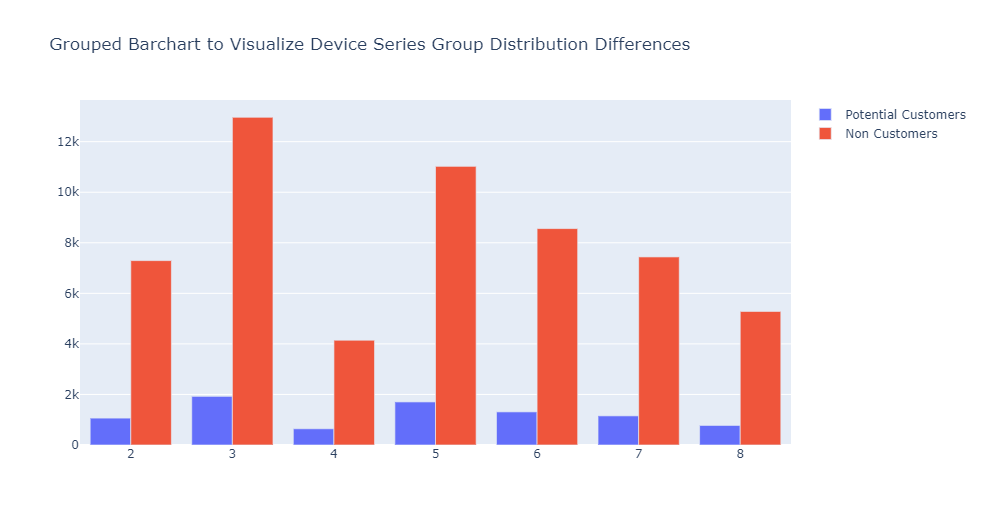 Grouped Barchart to Visualize Device Series Group Distribution Differences
Potential Customers
Non Customers
12k
10k
8k
6k
4k
2k
0
2 3 4 5 6 7 8